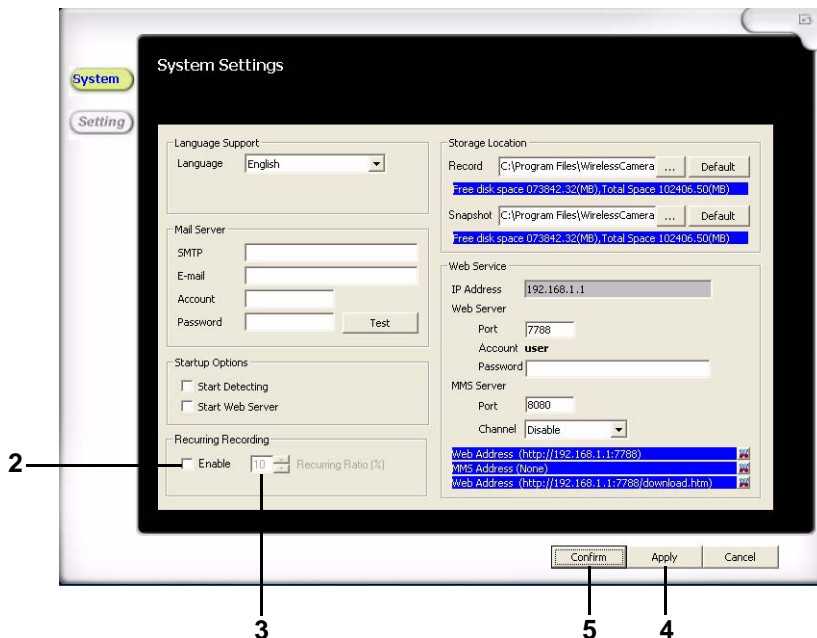 System Settings
System
Setting
Language Support
Language English
Mail Server
SMTP
E-mail
Account
Password Test
Startup Options
Start Detecting
Start Web Server
Recurring Recording
Enable 10 Recurring Ratio (%)
Storage Location
Record C:\Program Files\WirelessCamera ... Default
Free disk space 073842.32(MB),Total Space 102406.50(MB)
Snapshot C:\Program Files\WirelessCamera ... Default
Free disk space 073842.32(MB),Total Space 102406.50(MB)
Web Service
IP Address 192.168.1.1
Web Server
Port 7788
Account user
Password
MMS Server
Port 8080
Channel Disable
Web Address (http://192.168.1.1:7788)
MMS Address (None)
Web Address (http://192.168.1.1:7788/download.htm)
Confirm Apply Cancel
2
3
5
4